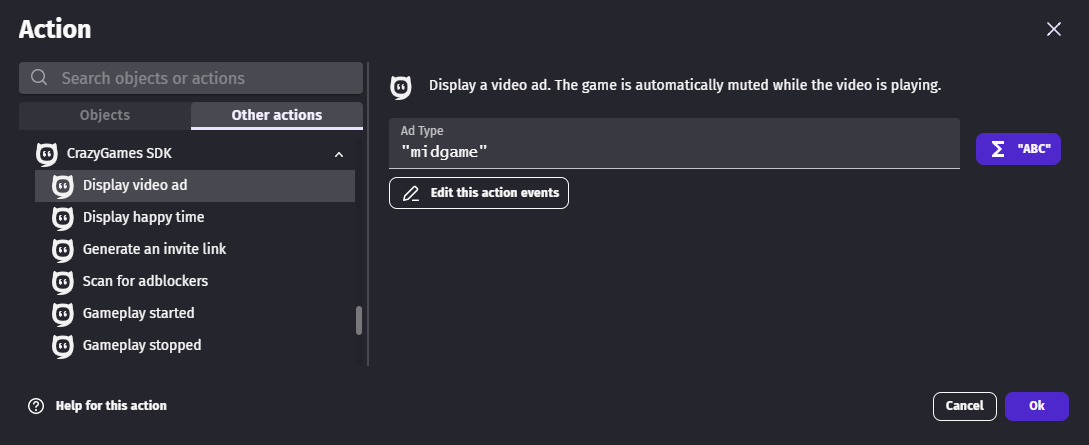 Action
Search objects or actions
Objects
Other actions
CrazyGames SDK
Display video ad
Display happy time
Generate an invite link
Scan for adblockers
Gameplay started
Gameplay stopped
Display a video ad. The game is automatically muted while the video is playing.
Ad Type
"midgame"
"ABC"
Edit this action events
Help for this action
Cancel
Ok